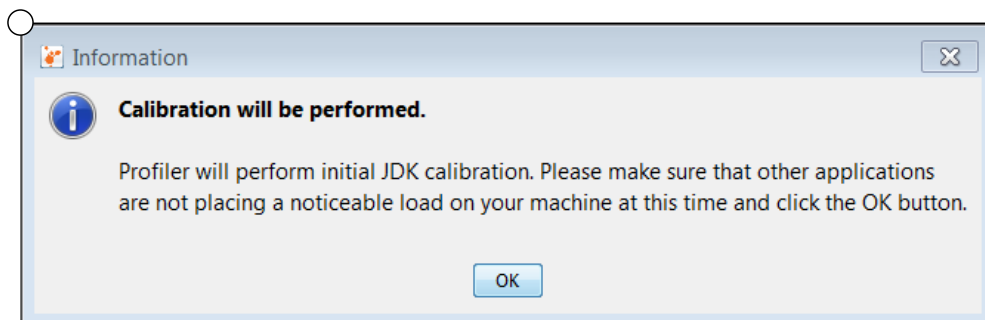 Information
Calibration will be performed.
Profiler will perform initial JDK calibration. Please make sure that other applications
are not placing a noticeable load on your machine at this time and click the OK button.
OK